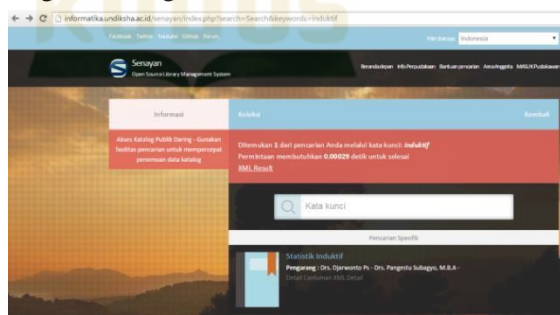 informatika.undiksha.ac.id/senayan/index.php?search=Search&keywords=induktif
Facebook Twitter Youtube Github Forum
Indonesia
Senayan
Open Source Library Management System
Beranda depan Info Perpustakaan Bantuan pencarian Area Anggota MASUK Pustakawan
Informasi
Koleksi
Kembali
Akses Katalog Publik Daring - Gunakan
fasilitas pencarian untuk mempercepat
penemuan data katalog
Ditemukan 1 dari pencarian Anda melalui kata kunci: induktif
Permintaan membutuhkan 0.00029 detik untuk selesai
XML Result
Kata kunci
Pencarian Spesifik
Statistik Induktif
Pengarang : Drs. Djarwonto Ps - Drs. Pangestu Subagyo, M.B.A -
Detail Cantuman XML Detail